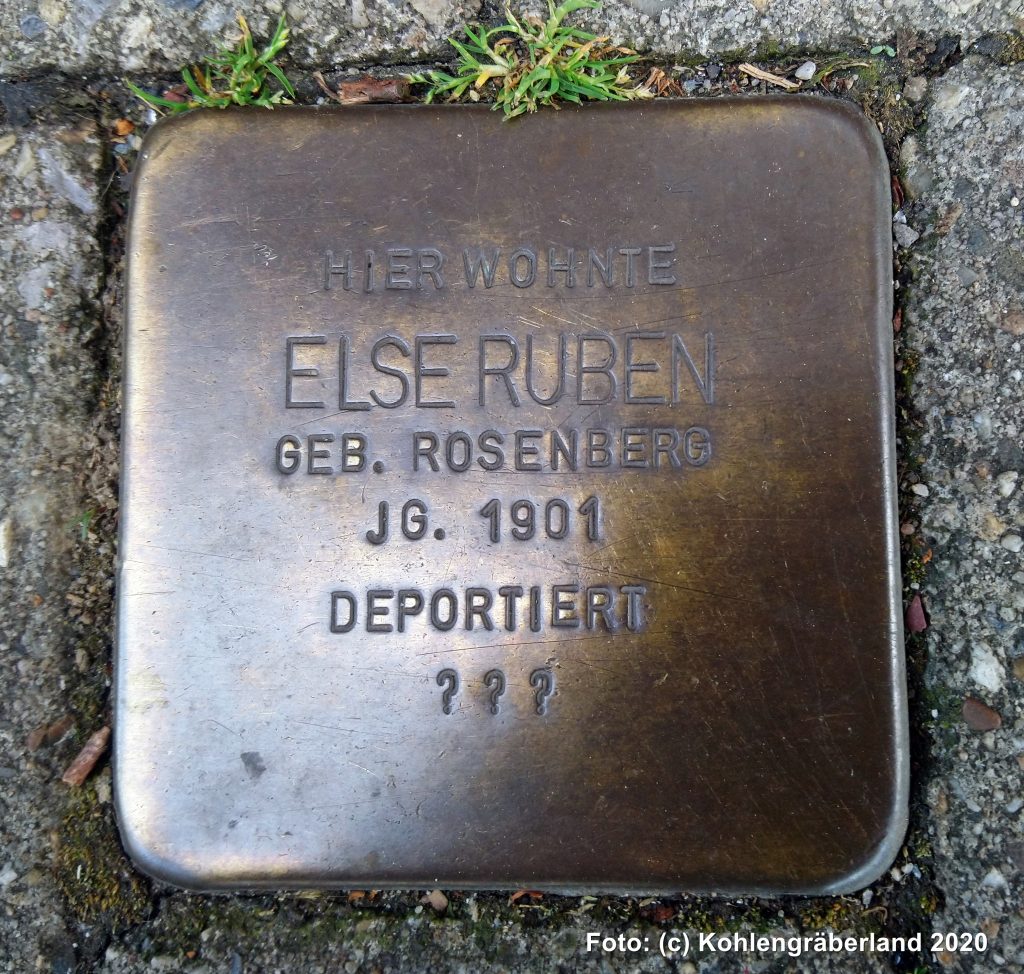 HIER WOHNTE
ELSE RUBEN
GEB. ROSENBERG
JG. 1901
DEPORTIERT
? ? ?
Foto: (c) Kohlengräberland 2020